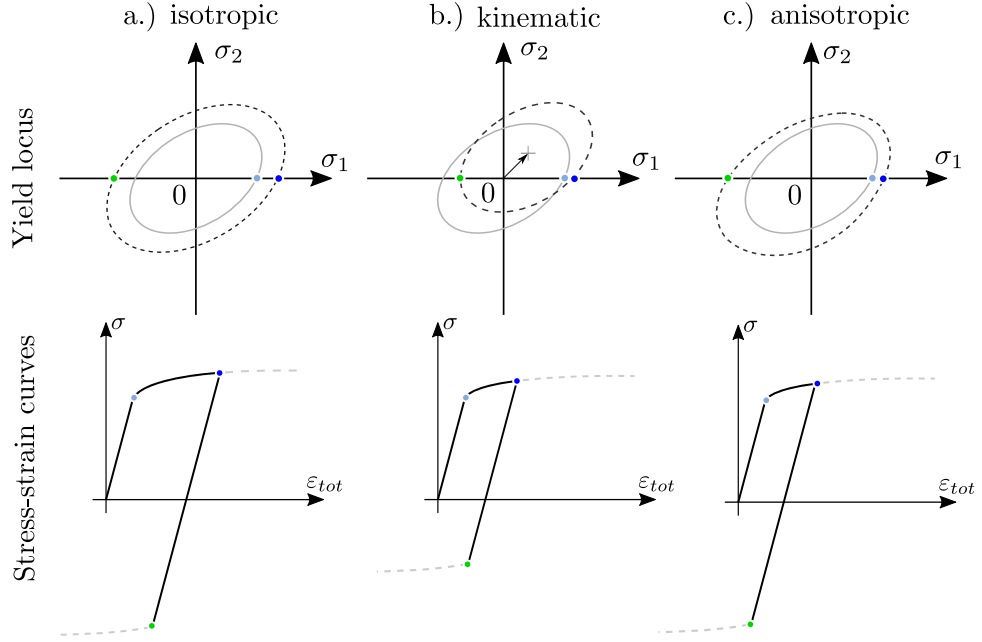 a.) isotropic
b.) kinematic
c.) anisotropic
Yield locus
σ₂
σ₁
0
σ₂
σ₁
0
σ₂
σ₁
0
Stress-strain curves
σ
εₜₒₜ
σ
εₜₒₜ
σ
εₜₒₜ